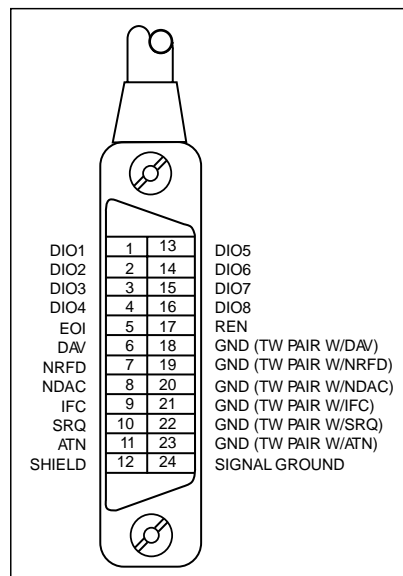 DIO1 1 13 DIO5
DIO2 2 14 DIO6
DIO3 3 15 DIO7
DIO4 4 16 DIO8
EOI 5 17 REN
DAV 6 18 GND (TW PAIR W/DAV)
NRFD 7 19 GND (TW PAIR W/NRFD)
NDAC 8 20 GND (TW PAIR W/NDAC)
IFC 9 21 GND (TW PAIR W/IFC)
SRQ 10 22 GND (TW PAIR W/SRQ)
ATN 11 23 GND (TW PAIR W/ATN)
SHIELD 12 24 SIGNAL GROUND